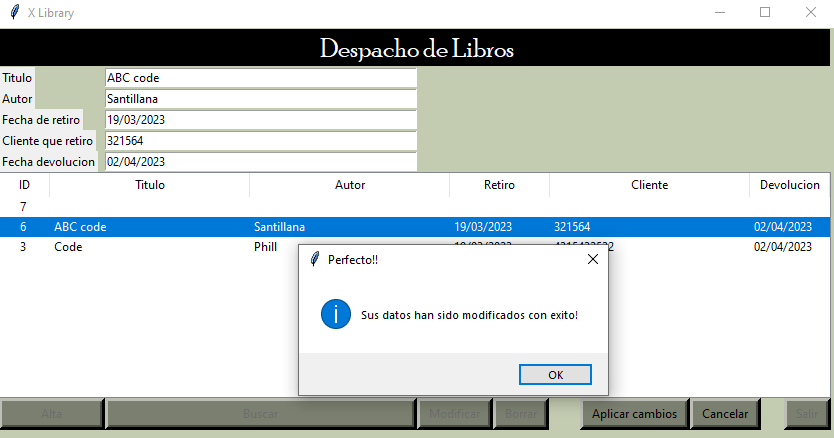 X Library
Despacho de Libros
Titulo ABC code
Autor Santillana
Fecha de retiro 19/03/2023
Cliente que retiro 321564
Fecha devolucion 02/04/2023
ID Titulo Autor Retiro Cliente Devolucion
7
6 ABC code Santillana 19/03/2023 321564 02/04/2023
3 Code Phill 02/04/2023
Perfecto!!
Sus datos han sido modificados con exito!
OK
Alta Buscar Modificar Borrar Aplicar cambios Cancelar Salir